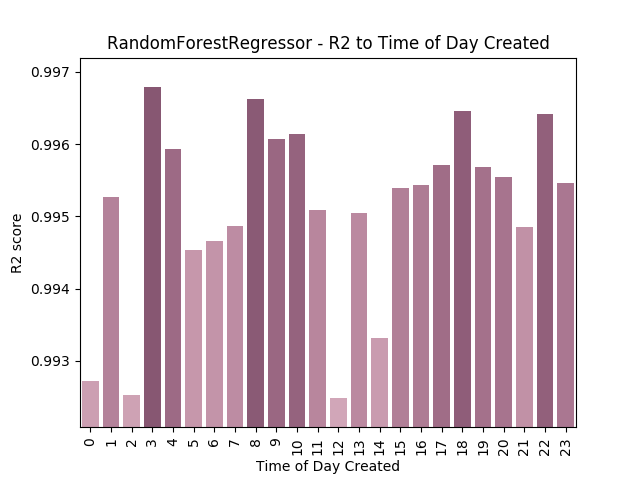 RandomForestRegressor - R2 to Time of Day Created
0.997
0.996
0.995
0.994
0.993
R2 score
0 1 2 3 4 5 6 7 8 9 10 11 12 13 14 15 16 17 18 19 20 21 22 23
Time of Day Created